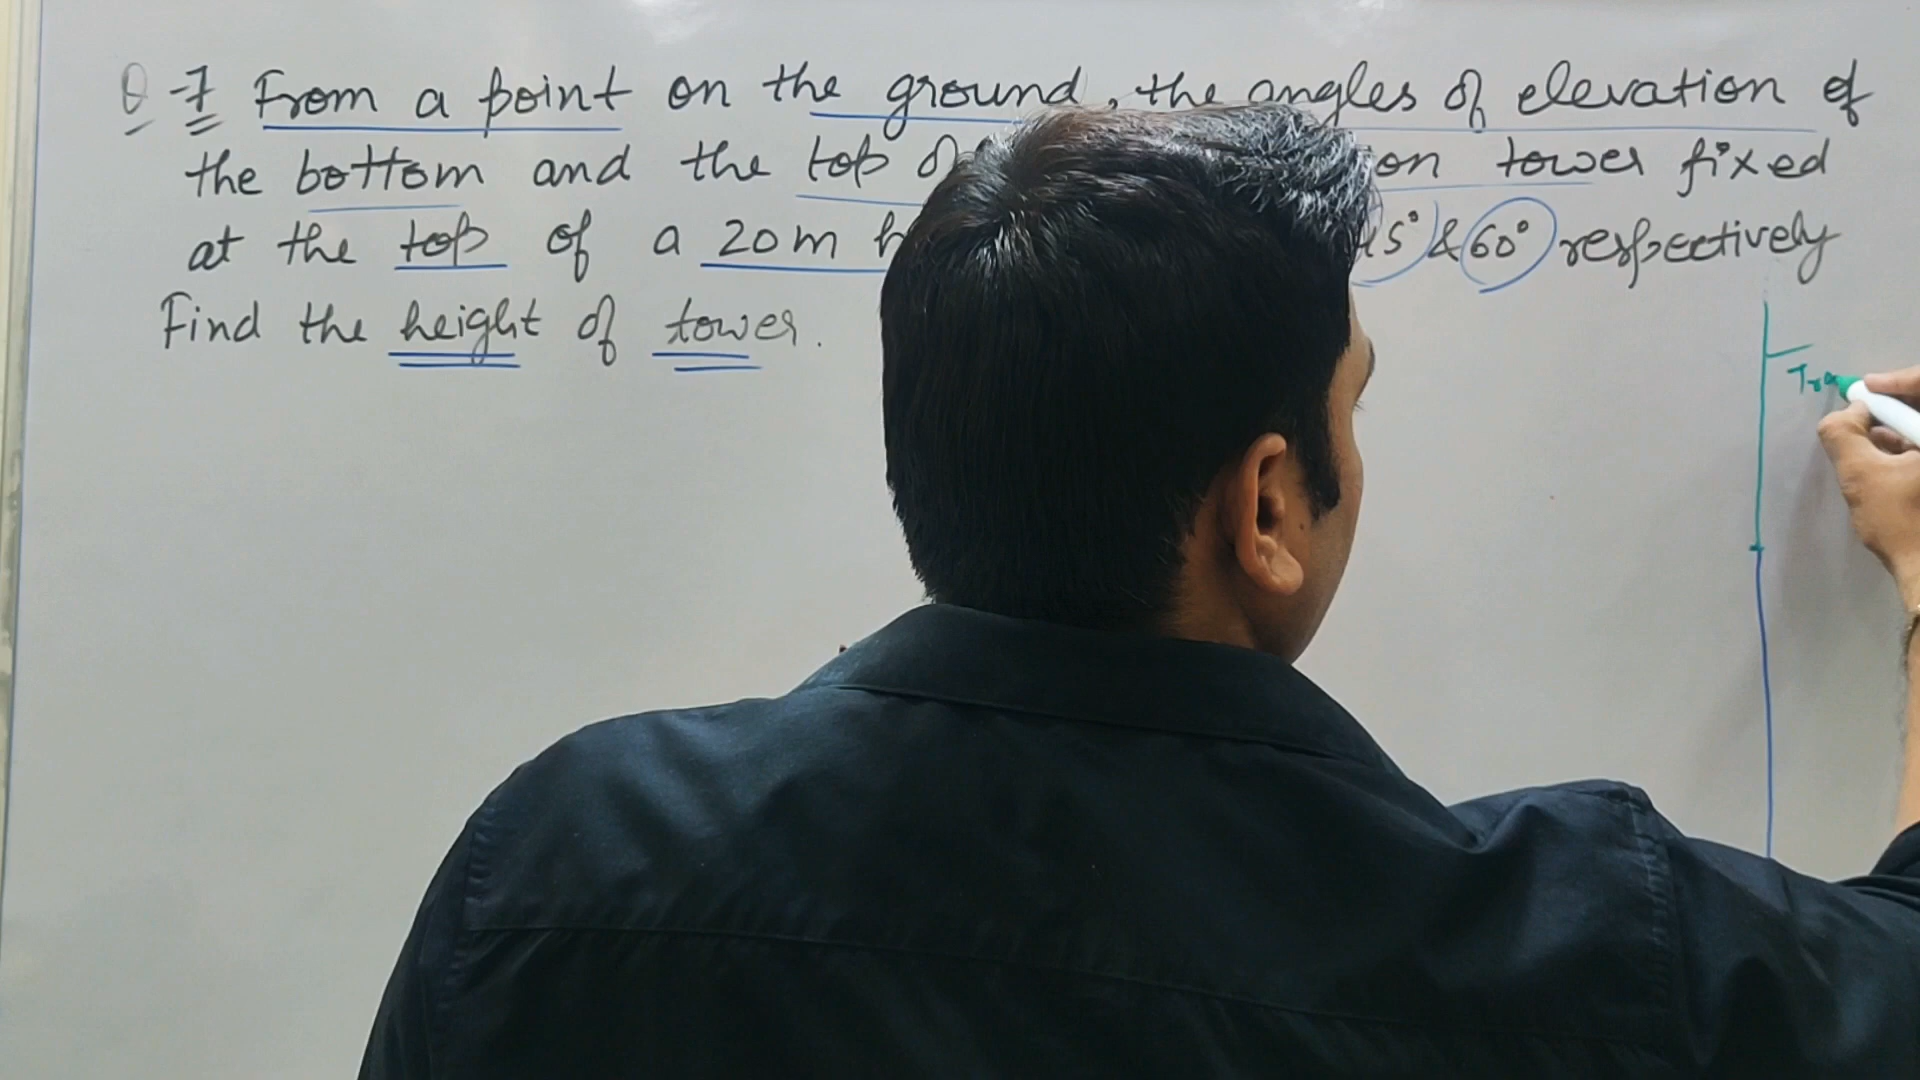 Q-7 From a point on the ground, the angles of elevation of
the bottom and the top on tower fixed
at the top of a 20m 45° & 60° respectively
Find the height of tower.
Tra